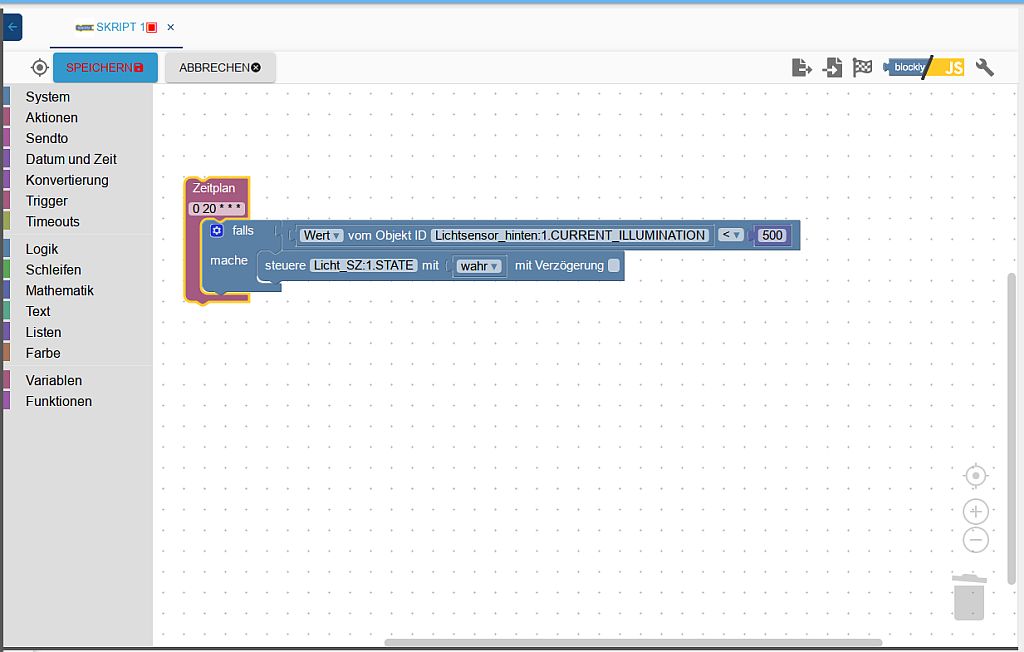 SKRIPT 1
SPEICHERN
ABBRECHEN
blockly JS
System
Aktionen
Sendto
Datum und Zeit
Konvertierung
Trigger
Timeouts
Logik
Schleifen
Mathematik
Text
Listen
Farbe
Variablen
Funktionen
Zeitplan
0 20 * * *
falls Wert vom Objekt ID Lichtsensor_hinten:1.CURRENT_ILLUMINATION < 500
mache steuere Licht_SZ:1.STATE mit wahr mit Verzögerung